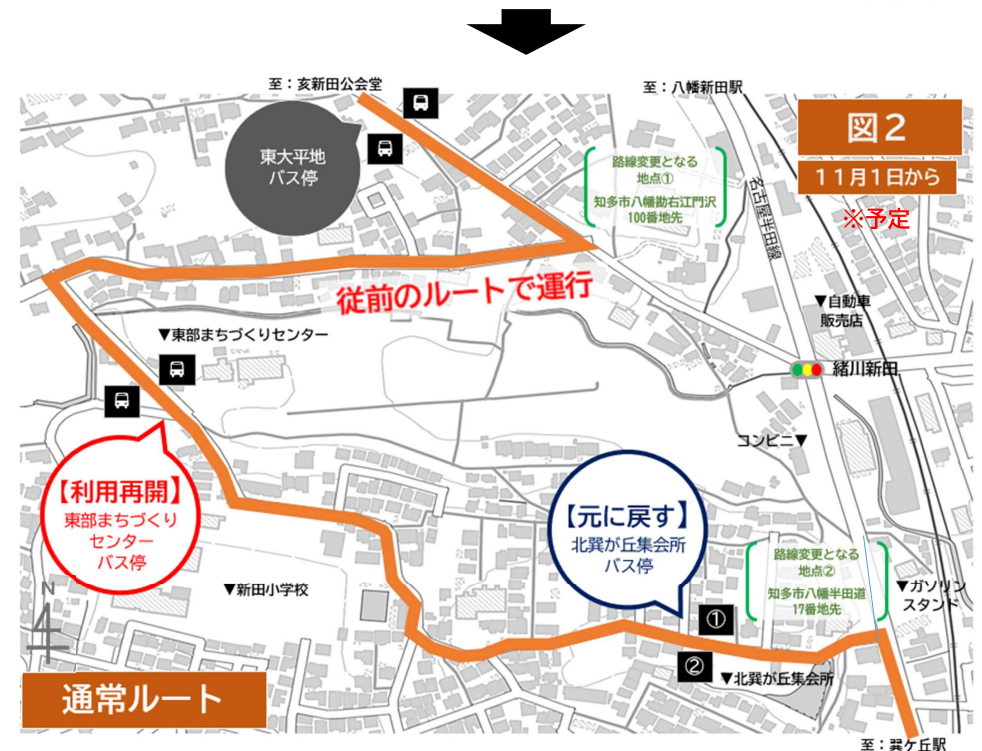 至：亥新田公会堂
至：八幡新田駅
図２
１１月１日から
※予定
東大平地
バス停
路線変更となる
地点①
知多市八幡勘右江門沢
100番地先
名古屋半田線
従前のルートで運行
▼自動車
販売店
▼東部まちづくりセンター
緒川新田
コンビニ▼
【利用再開】
東部まちづくり
センター
バス停
【元に戻す】
北巽が丘集会所
バス停
路線変更となる
地点②
知多市八幡半田道
17番地先
▼ガソリン
スタンド
▼新田小学校
N
①
②
▼北巽が丘集会所
通常ルート
至：巽ケ丘駅